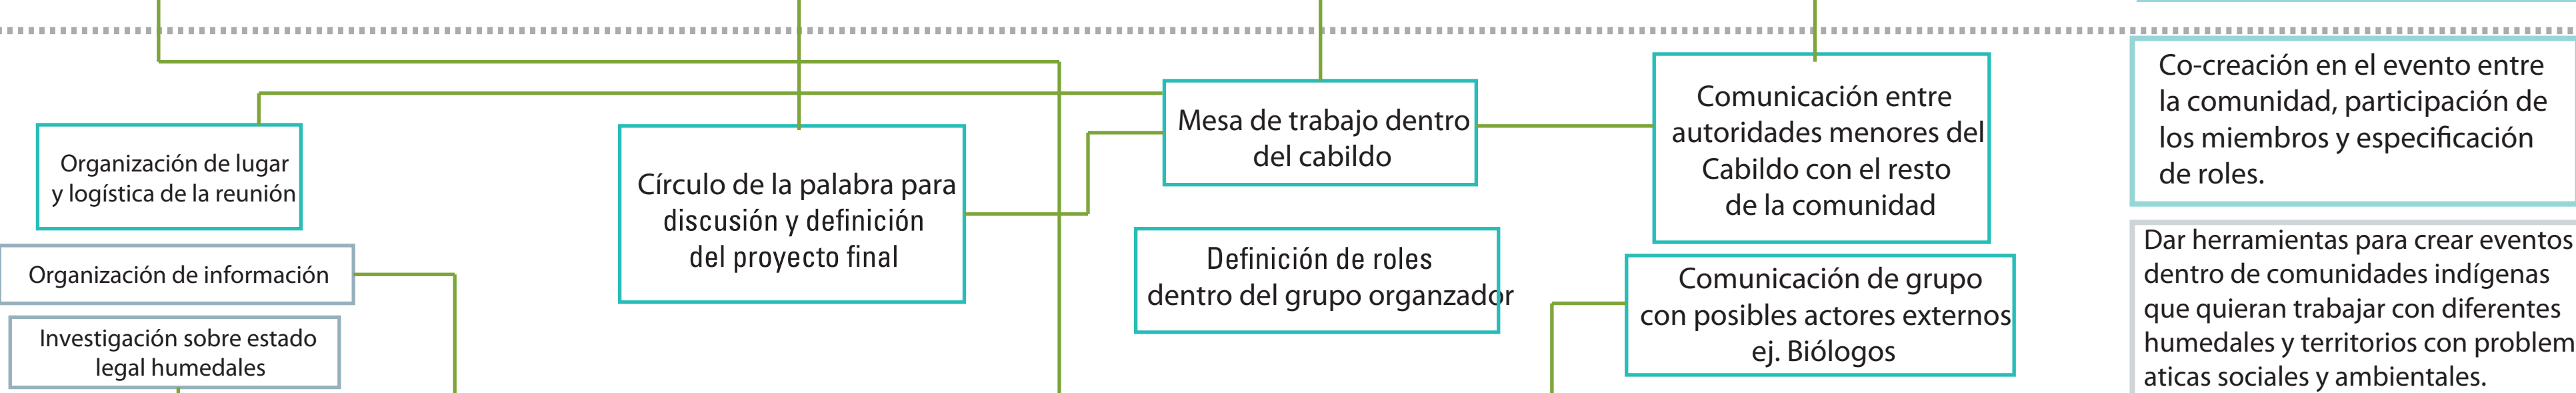 Organización de lugar
y logística de la reunión
Organización de información
Investigación sobre estado
legal humedales
Círculo de la palabra para
discusión y definición
del proyecto final
Mesa de trabajo dentro
del cabildo
Definición de roles
dentro del grupo organzador
Comunicación entre
autoridades menores del
Cabildo con el resto
de la comunidad
Comunicación de grupo
con posibles actores externos
ej. Biólogos
Co-creación en el evento entre
la comunidad, participación de
los miembros y especificación
de roles.
Dar herramientas para crear eventos
dentro de comunidades indígenas
que quieran trabajar con diferentes
humedales y territorios con problem
aticas sociales y ambientales.